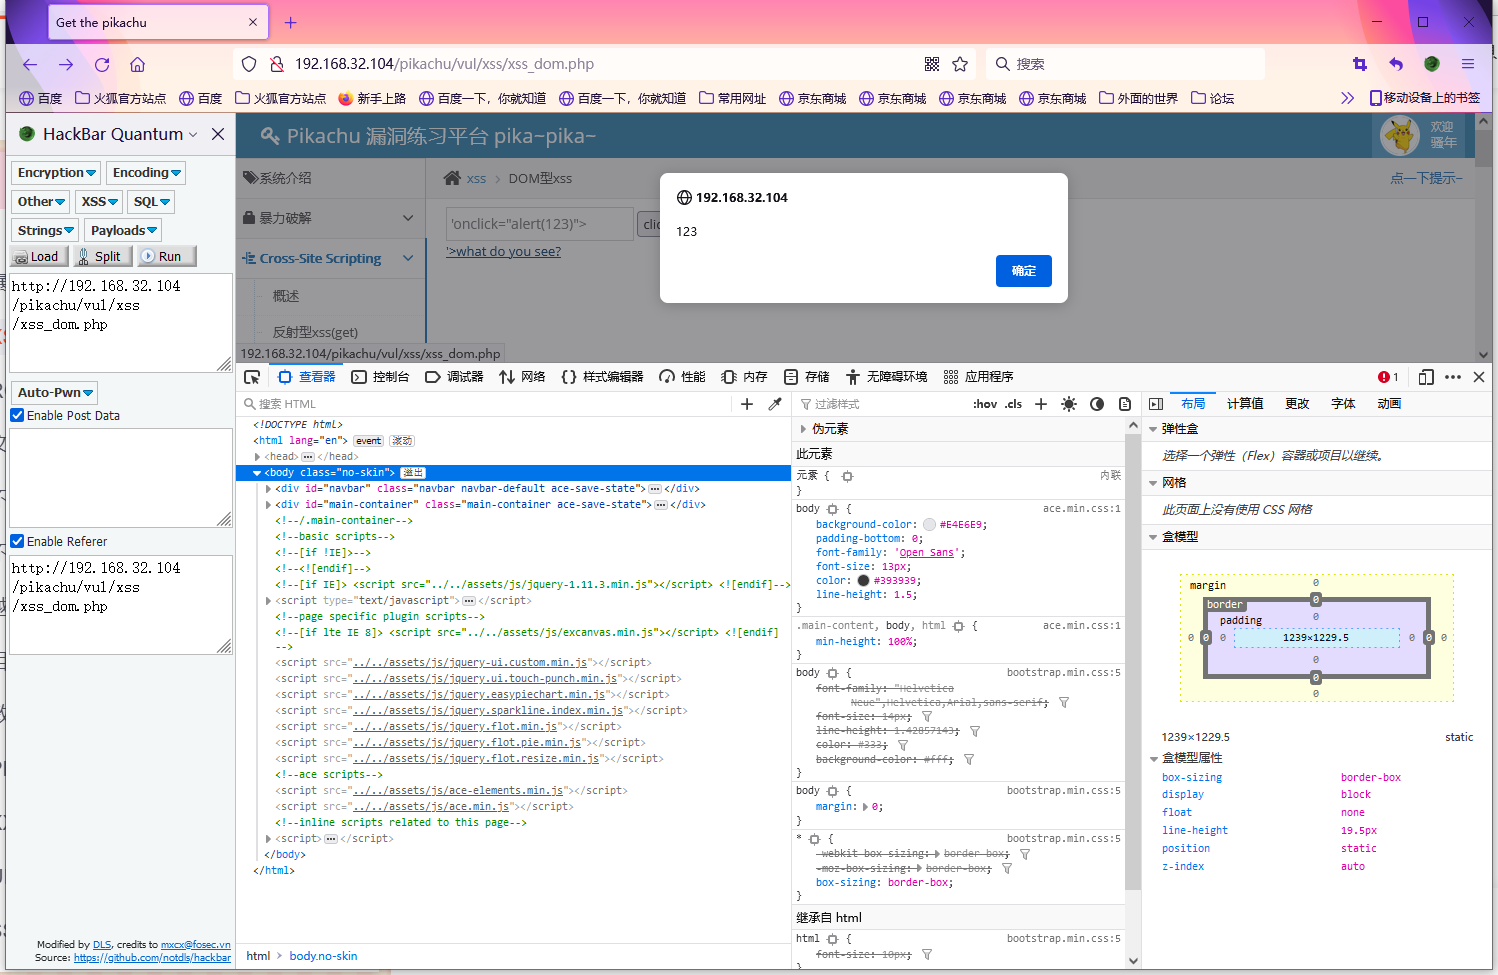 Get the pikachu
192.168.32.104/pikachu/vul/xss/xss_dom.php
搜索
百度
火狐官方站点
百度
火狐官方站点
新手上路
百度一下，你就知道
百度一下，你就知道
常用网址
京东商城
京东商城
京东商城
京东商城
外面的世界
论坛
移动设备上的书签
HackBar Quantum
Encryption
Encoding
Other
XSS
SQL
Strings
Payloads
Load
Split
Run
http://192.168.32.104
/pikachu/vul/xss
/xss_dom.php
Auto-Pwn
Enable Post Data
Enable Referer
http://192.168.32.104
/pikachu/vul/xss
/xss_dom.php
Modified by DLS, credits to mxcx@fosec.vn
Source: https://github.com/notdls/hackbar
Pikachu 漏洞练习平台 pika~pika~
欢迎
骚年
系统介绍
暴力破解
Cross-Site Scripting
概述
反射型xss(get)
xss
DOM型xss
点一下提示~
'onclick="alert(123)">
'>what do you see?
192.168.32.104
123
确定
192.168.32.104/pikachu/vul/xss/xss_dom.php
查看器
控制台
调试器
网络
样式编辑器
性能
内存
存储
无障碍环境
应用程序
1
搜索 HTML
<!DOCTYPE html>
<html lang="en"> event 滚动
<head> ••• </head>
<body class="no-skin"> 溢出
<div id="navbar" class="navbar navbar-default ace-save-state"> ••• </div>
<div id="main-container" class="main-container ace-save-state"> ••• </div>
<!--/.main-container-->
<!--basic scripts-->
<!--[if !IE]>-->
<!--<![endif]-->
<!--[if IE]> <script src="../../assets/js/jquery-1.11.3.min.js"></script> <![endif]-->
<script type="text/javascript"> ••• </script>
<!--page specific plugin scripts-->
<!--[if lte IE 8]> <script src="../../assets/js/excanvas.min.js"></script> <![endif]
-->
<script src="../../assets/js/jquery-ui.custom.min.js"></script>
<script src="../../assets/js/jquery.ui.touch-punch.min.js"></script>
<script src="../../assets/js/jquery.easypiechart.min.js"></script>
<script src="../../assets/js/jquery.sparkline.index.min.js"></script>
<script src="../../assets/js/jquery.flot.min.js"></script>
<script src="../../assets/js/jquery.flot.pie.min.js"></script>
<script src="../../assets/js/jquery.flot.resize.min.js"></script>
<!--ace scripts-->
<script src="../../assets/js/ace-elements.min.js"></script>
<script src="../../assets/js/ace.min.js"></script>
<!--inline scripts related to this page-->
<script> ••• </script>
</body>
</html>
html > body.no-skin
过滤样式
:hov .cls
伪元素
此元素
元素 { 内联
}
body { ace.min.css:1
background-color: #E4E6E9;
padding-bottom: 0;
font-family: 'Open Sans';
font-size: 13px;
color: #393939;
line-height: 1.5;
}
.main-content, body, html { ace.min.css:1
min-height: 100%;
}
body { bootstrap.min.css:5
font-family: "Helvetica
Neue",Helvetica,Arial,sans-serif;
font-size: 14px;
line-height: 1.42857143;
color: #333;
background-color: #fff;
}
body { bootstrap.min.css:5
margin: 0;
}
* { bootstrap.min.css:5
-webkit-box-sizing: border-box;
-moz-box-sizing: border-box;
box-sizing: border-box;
}
继承自 html
html { bootstrap.min.css:5
font-size: 10px;
}
布局
计算值
更改
字体
动画
弹性盒
选择一个弹性（Flex）容器或项目以继续。
网格
此页面上没有使用 CSS 网格
盒模型
margin 0
border 0
padding 0
0 0 0 1239×1229.5 0 0 0
0
0
0
1239×1229.5 static
盒模型属性
box-sizing border-box
display block
float none
line-height 19.5px
position static
z-index auto